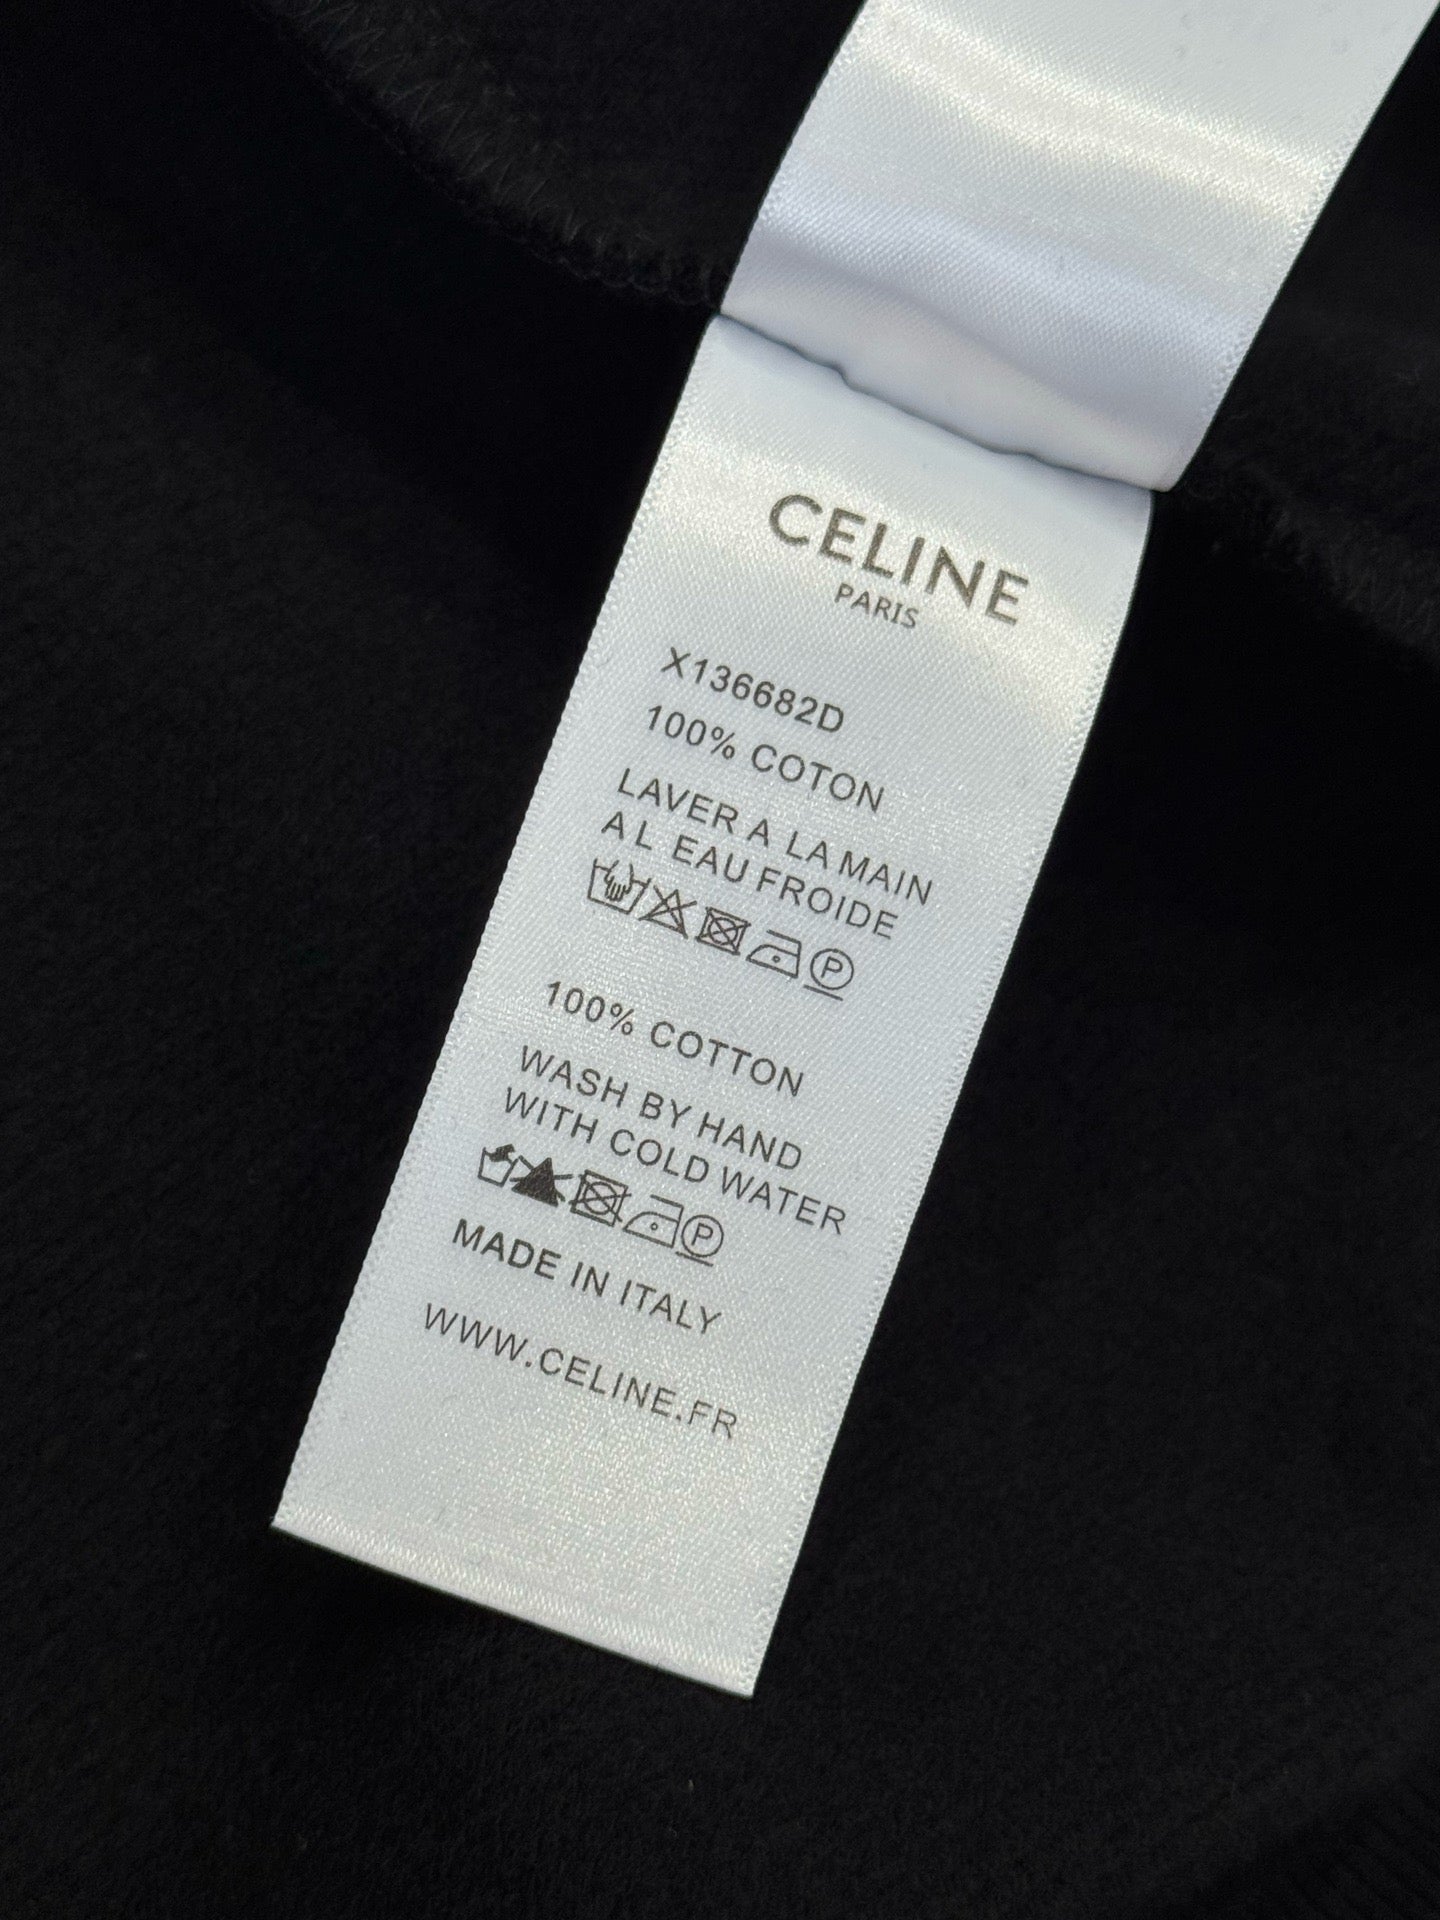 CELINE
PARIS
X136682D
100% COTON
LAVER A LA MAIN
A L EAU FROIDE
P
100% COTTON
WASH BY HAND
WITH COLD WATER
P
MADE IN ITALY
WWW.CELINE.FR